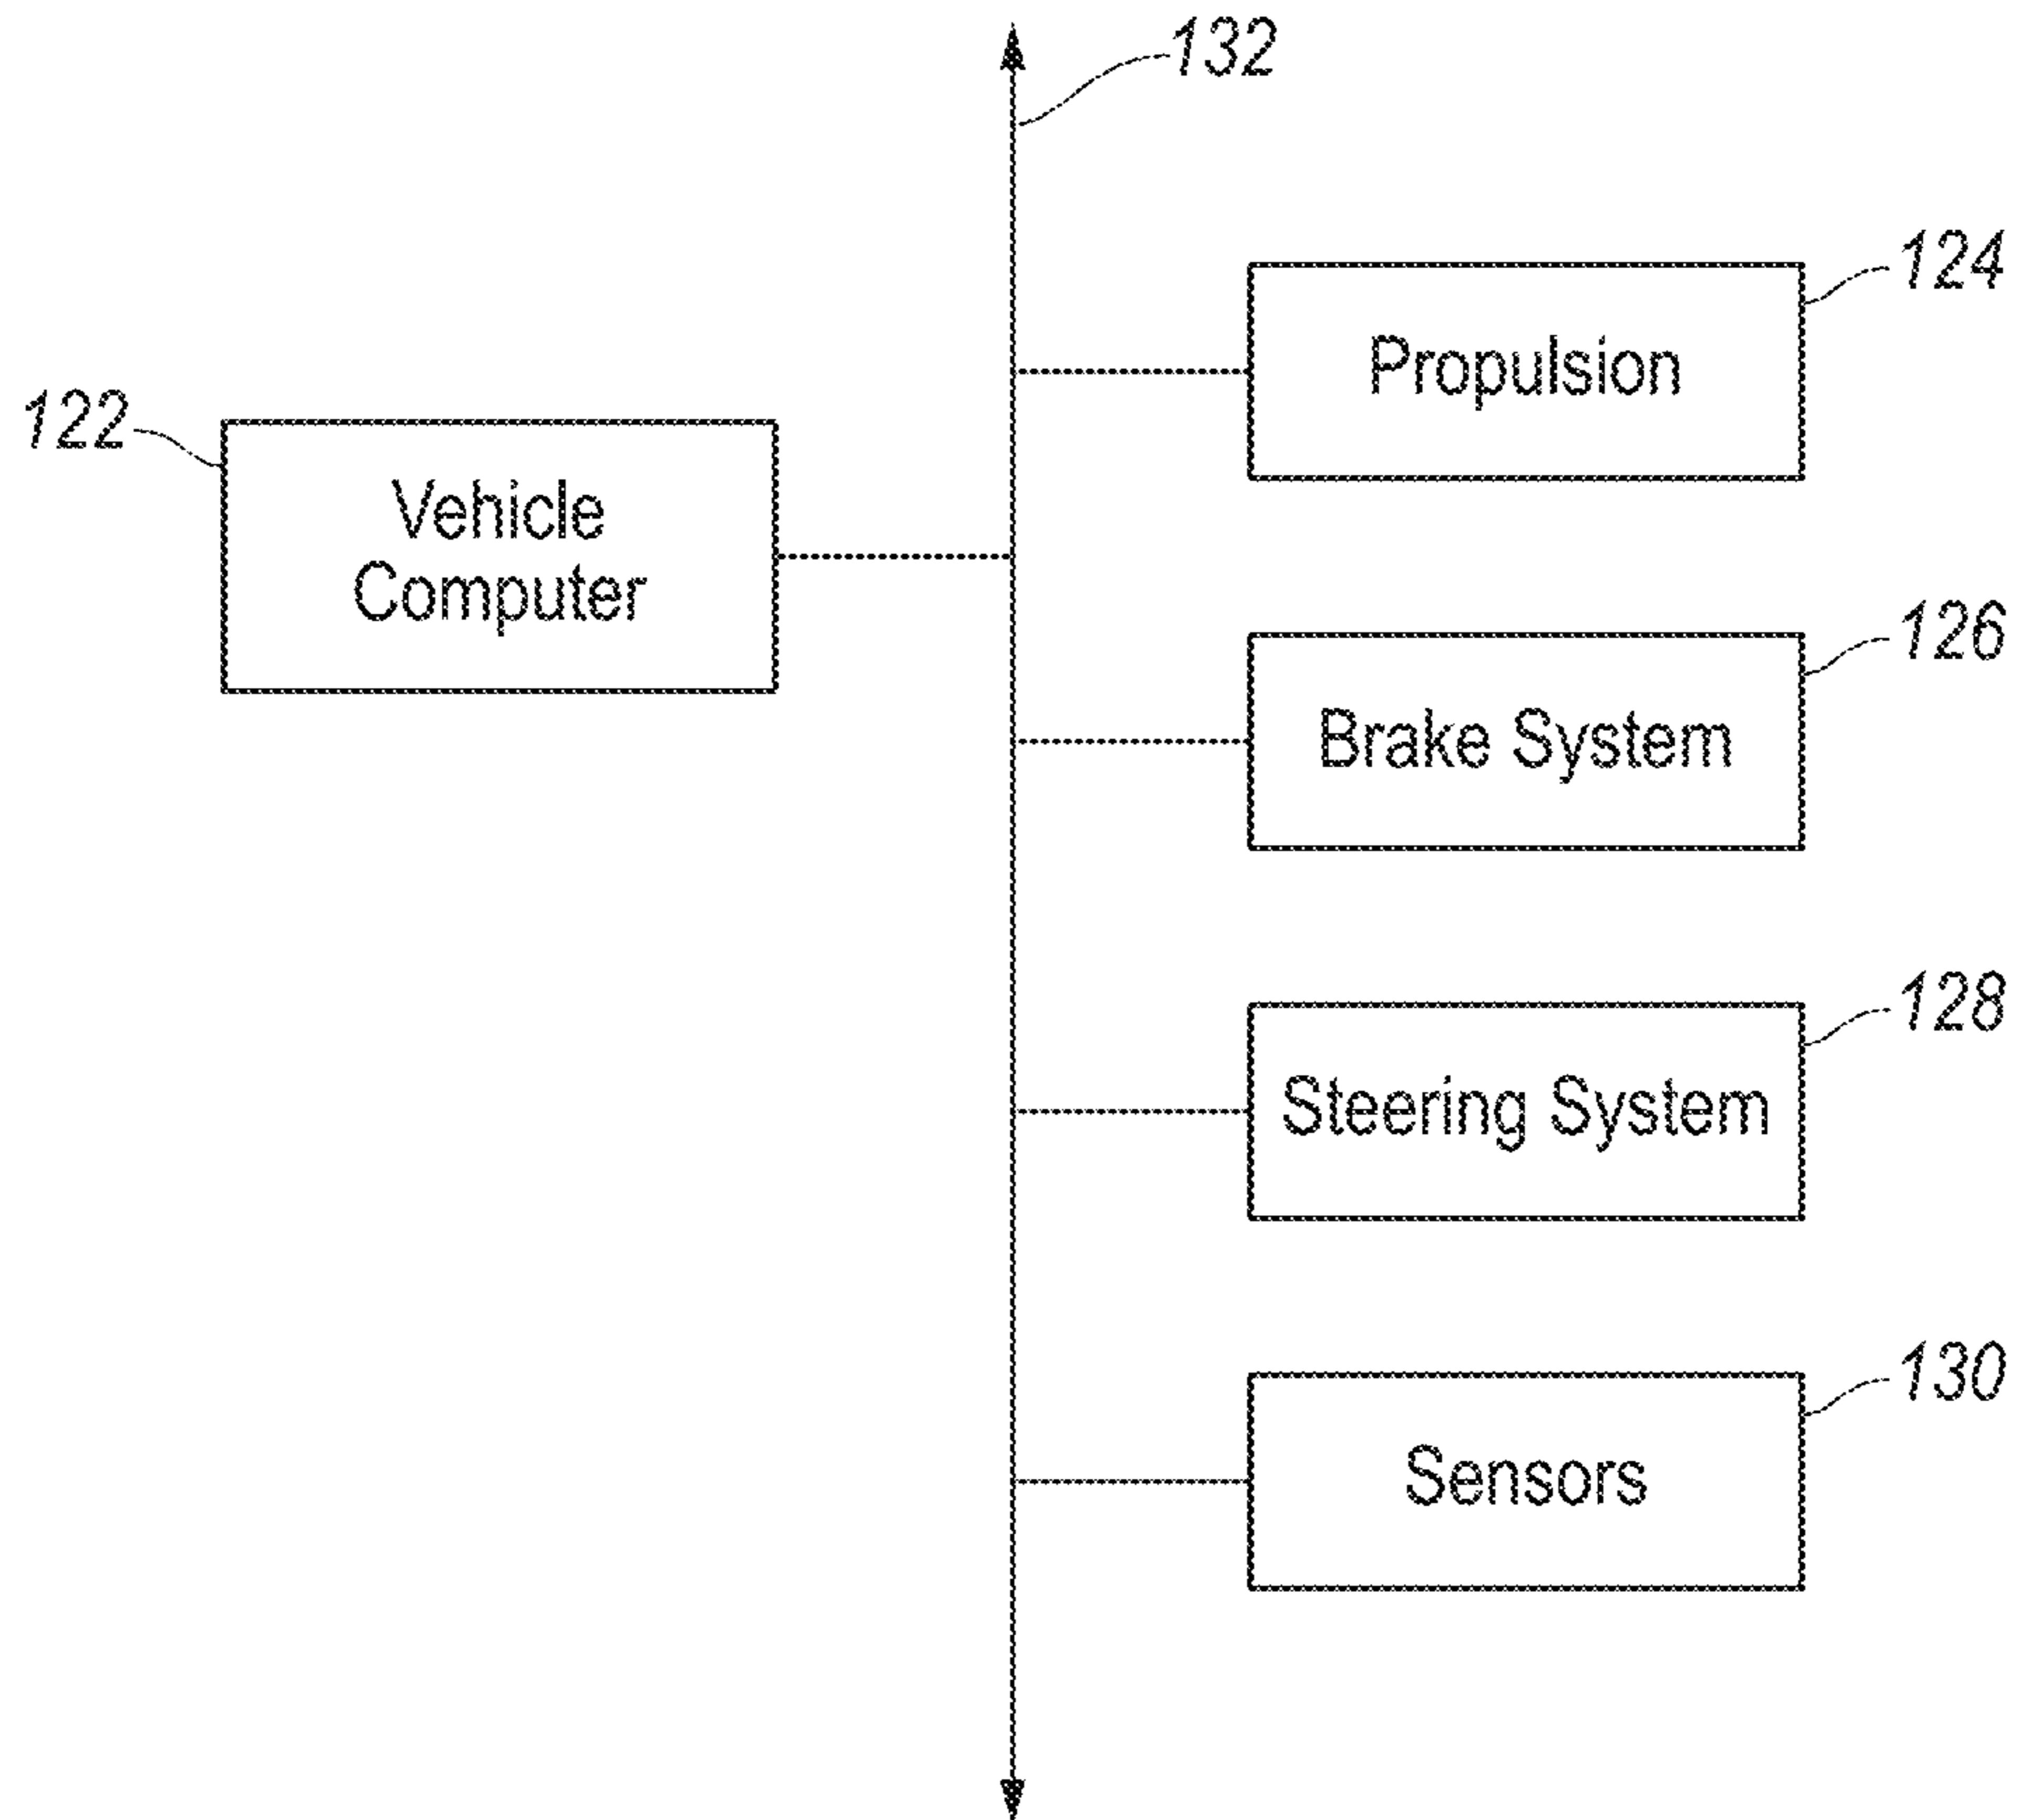 132
124
Propulsion
122
Vehicle
Computer
126
Brake System
128
Steering System
130
Sensors